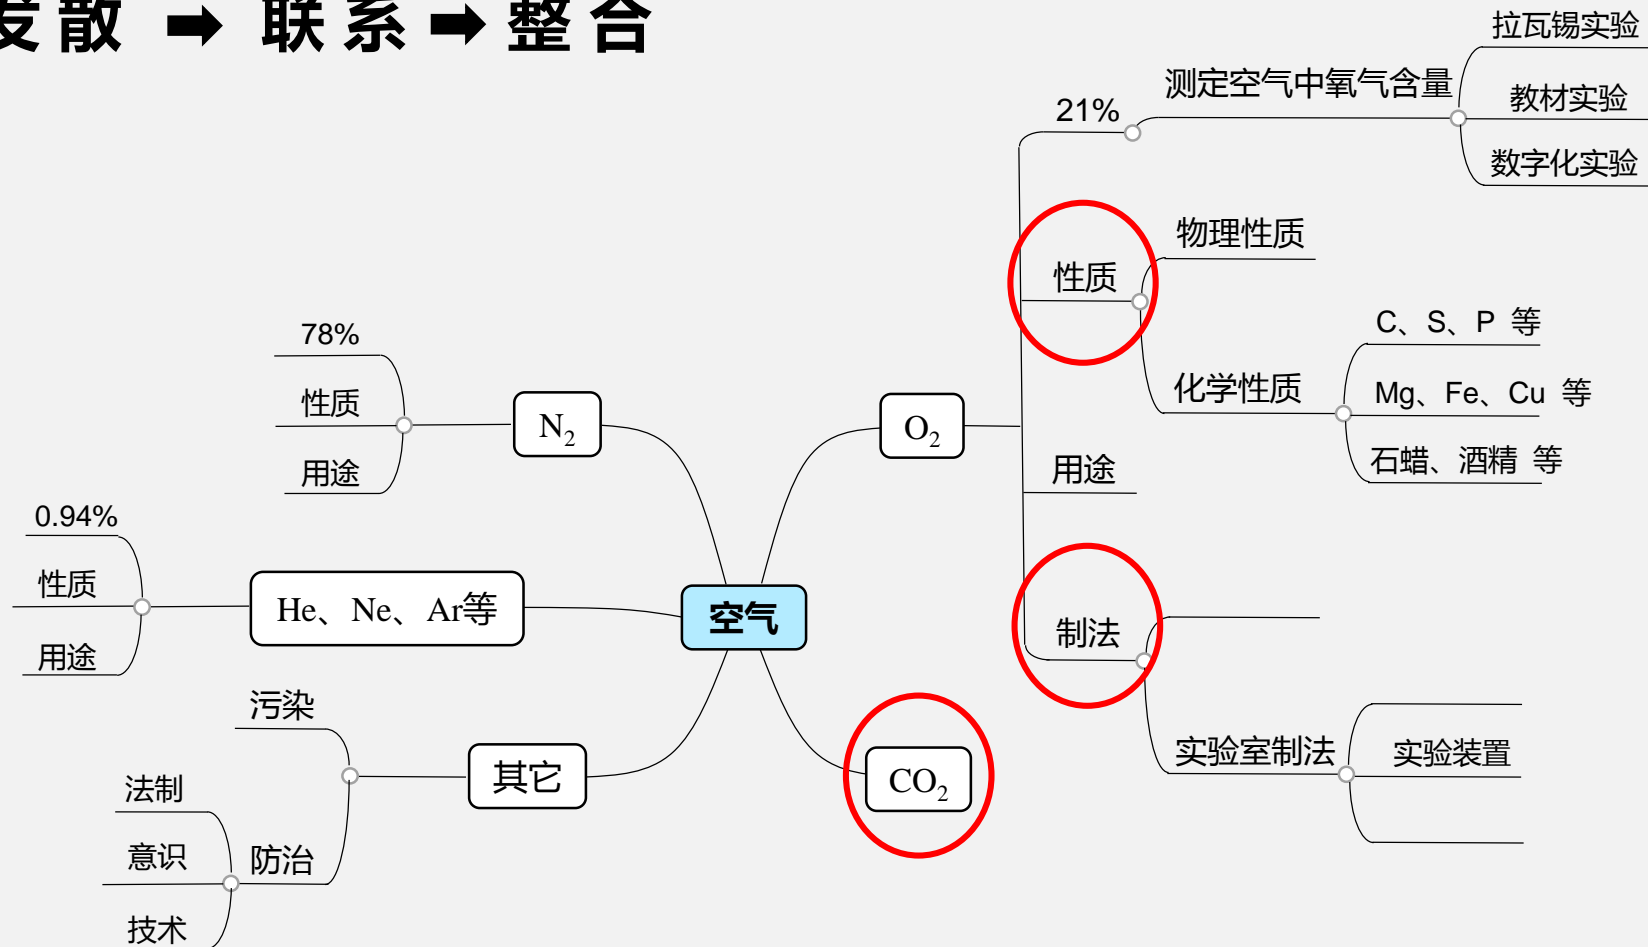 发散 ➡ 联系 ➡ 整合
拉瓦锡实验
测定空气中氧气含量
教材实验
21%
数字化实验
物理性质
性质
C、S、P 等
化学性质
Mg、Fe、Cu 等
石蜡、酒精 等
O₂
用途
制法
实验室制法
实验装置
78%
性质
用途
N₂
0.94%
性质
用途
He、Ne、Ar等
空气
污染
其它
CO₂
法制
意识
防治
技术